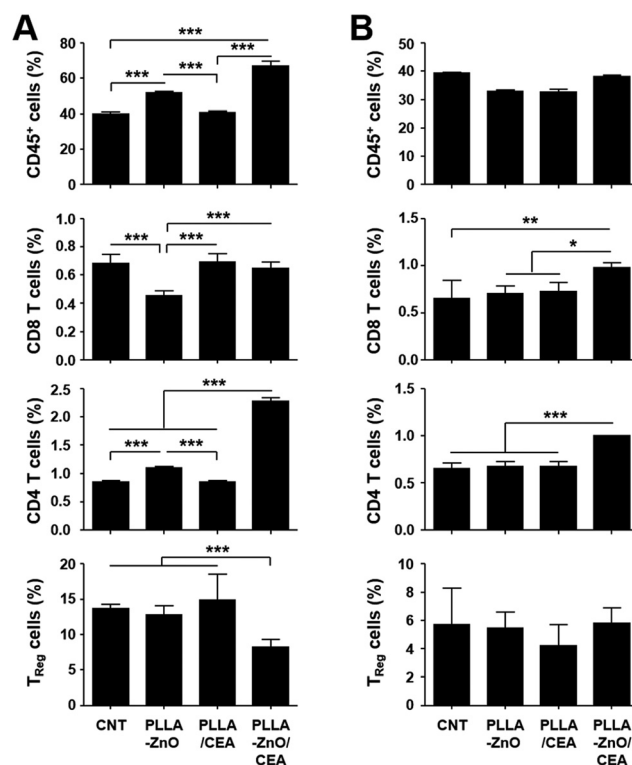 A
CD45+ cells (%)
80
60
40
20
0
***
***
***
***
CD8 T cells (%)
1.0
0.8
0.6
0.4
0.2
0.0
***
***
***
CD4 T cells (%)
2.5
2.0
1.5
1.0
0.5
0.0
***
***
***
TReg cells (%)
20
15
10
5
0
***
CNT
PLLA
-ZnO
PLLA
/CEA
PLLA
-ZnO/
CEA
B
CD45+ cells (%)
50
40
30
20
10
0
CD8 T cells (%)
1.5
1.0
0.5
0.0
**
*
CD4 T cells (%)
1.5
1.0
0.5
0.0
***
TReg cells (%)
10
8
6
4
2
0
CNT
PLLA
-ZnO
PLLA
/CEA
PLLA
-ZnO/
CEA